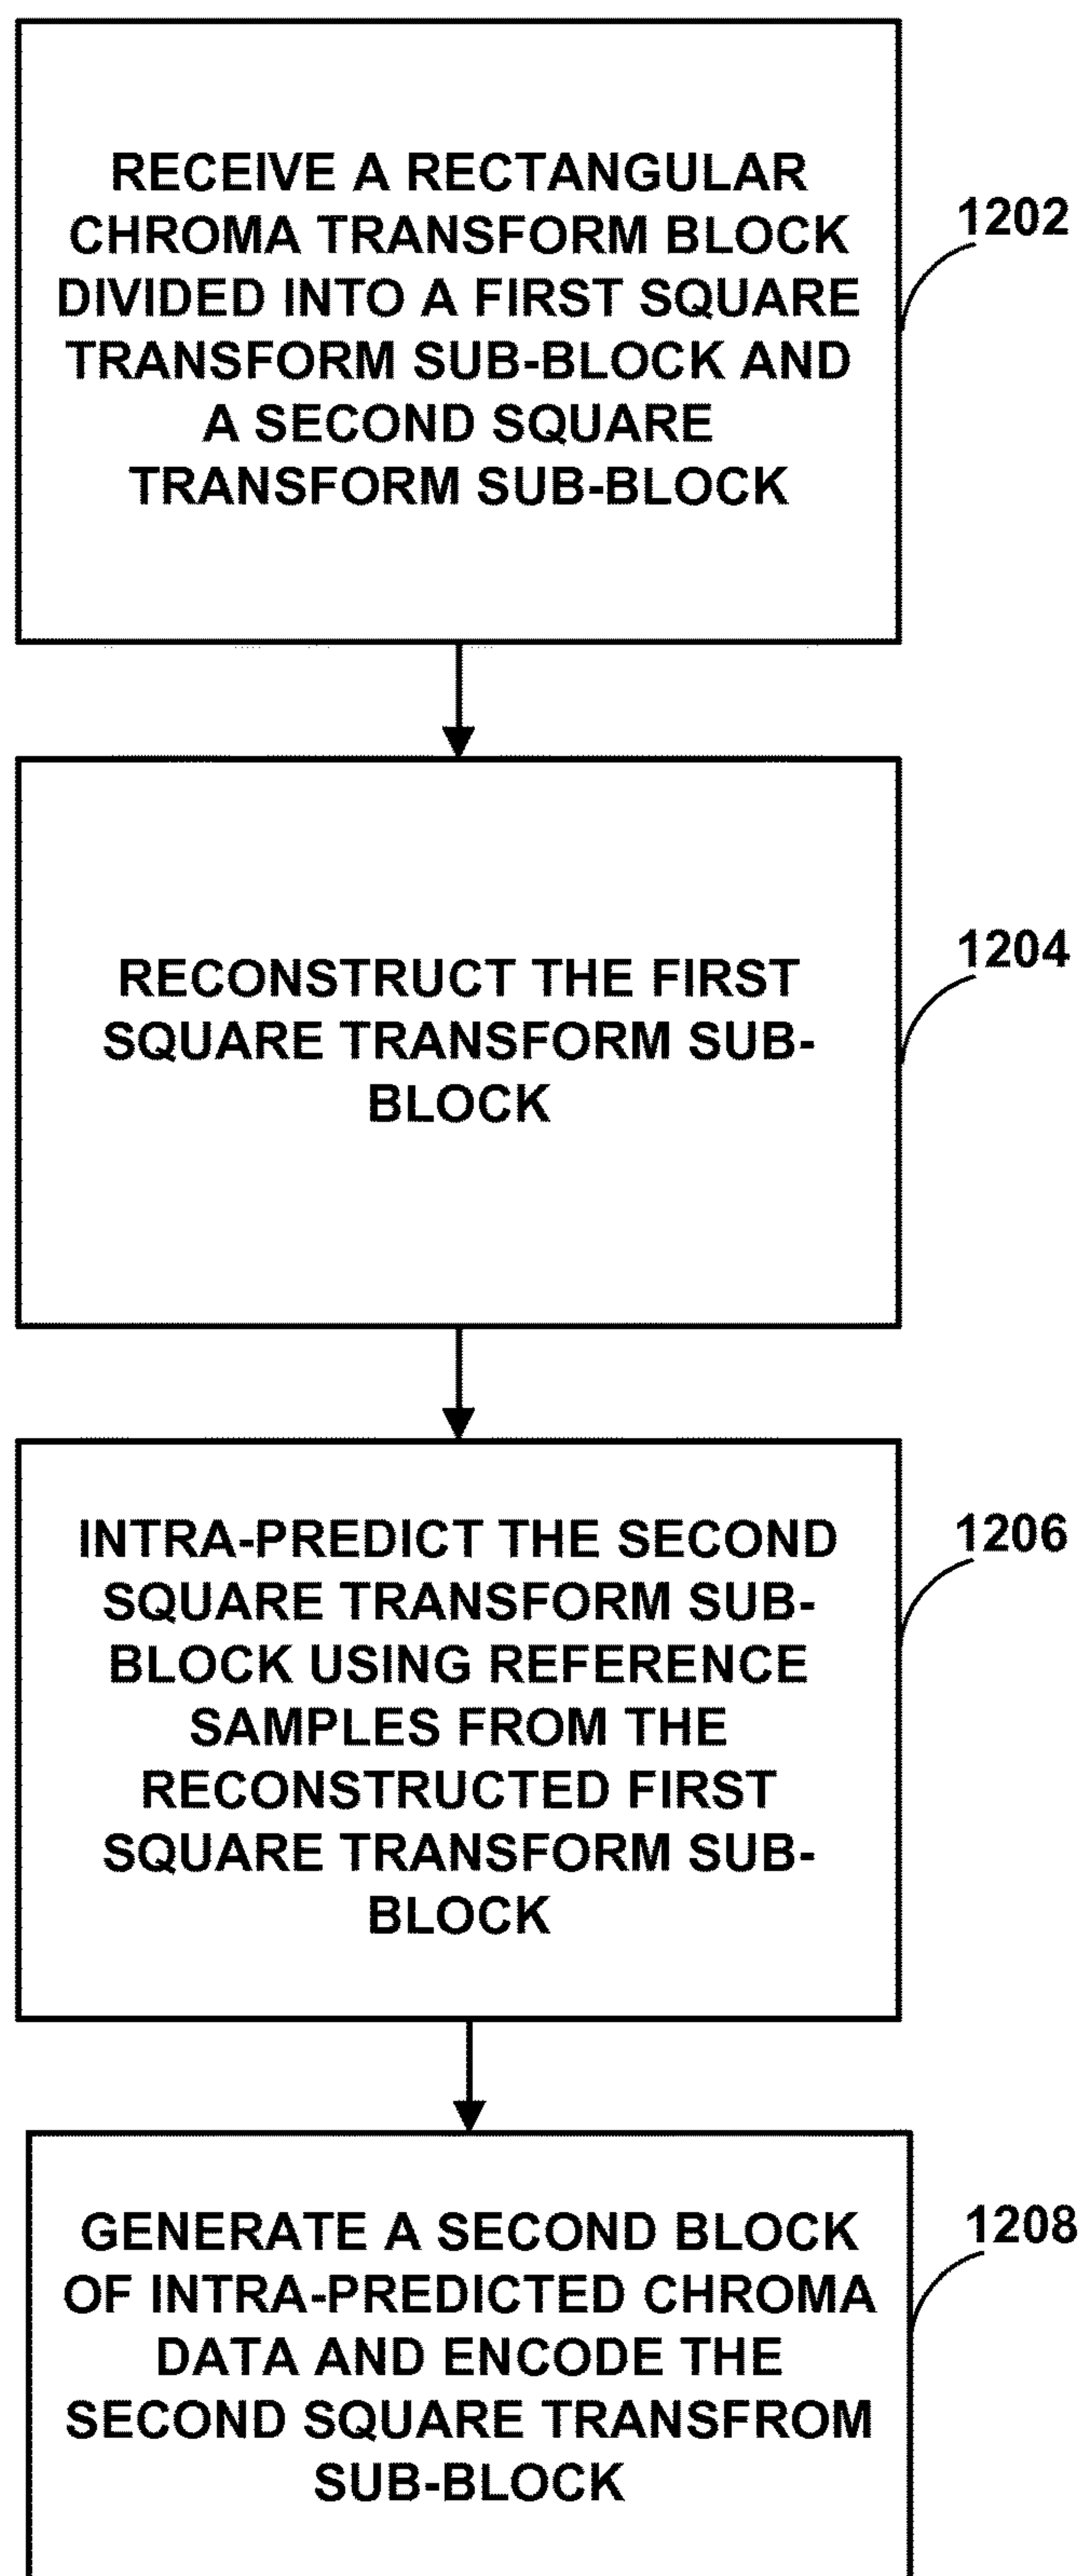 RECEIVE A RECTANGULAR
CHROMA TRANSFORM BLOCK
DIVIDED INTO A FIRST SQUARE
TRANSFORM SUB-BLOCK AND
A SECOND SQUARE
TRANSFORM SUB-BLOCK
1202
RECONSTRUCT THE FIRST
SQUARE TRANSFORM SUB-
BLOCK
1204
INTRA-PREDICT THE SECOND
SQUARE TRANSFORM SUB-
BLOCK USING REFERENCE
SAMPLES FROM THE
RECONSTRUCTED FIRST
SQUARE TRANSFORM SUB-
BLOCK
1206
GENERATE A SECOND BLOCK
OF INTRA-PREDICTED CHROMA
DATA AND ENCODE THE
SECOND SQUARE TRANSFROM
SUB-BLOCK
1208